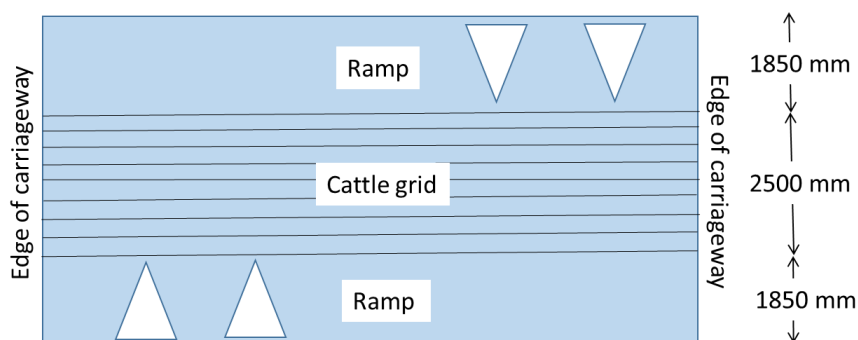 Ramp
1850 mm
Edge of carriageway
Edge of carriageway
Cattle grid
2500 mm
Ramp
1850 mm